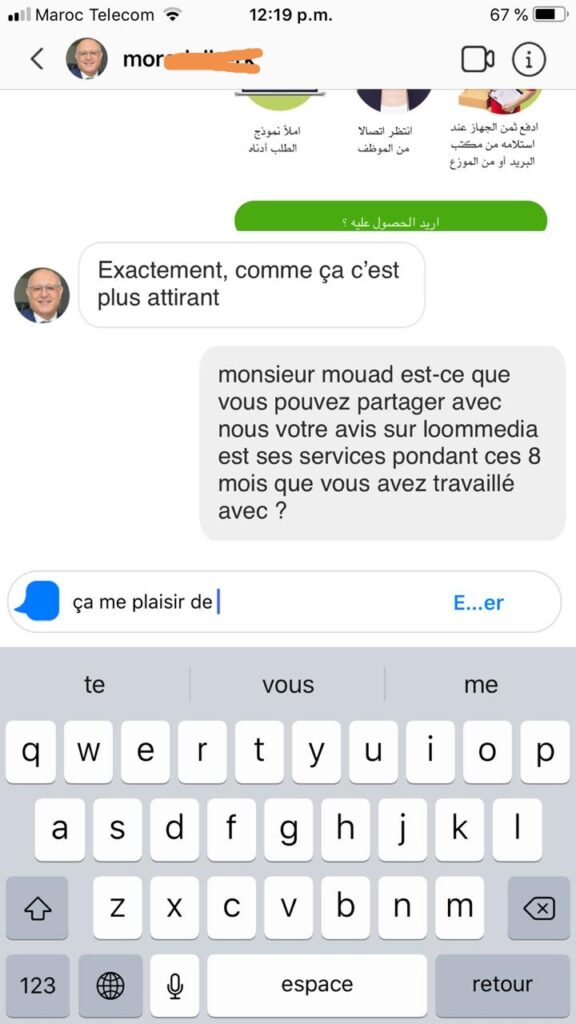 Maroc Telecom
12:19 p.m.
67 %
mor
املأ نموذج
الطلب أدناه
انتظر اتصالا
من الموظف
ادفع ثمن الجهاز عند
استلامه من مكتب
البريد أو من الموزع
اريد الحصول عليه ؟
Exactement, comme ça c’est
plus attirant
monsieur mouad est-ce que
vous pouvez partager avec
nous votre avis sur loommedia
est ses services pondant ces 8
mois que vous avez travaillé
avec ?
ça me plaisir de
E...er
te
vous
me
q w e r t y u i o p
a s d f g h j k l
z x c v b n m
123
espace
retour